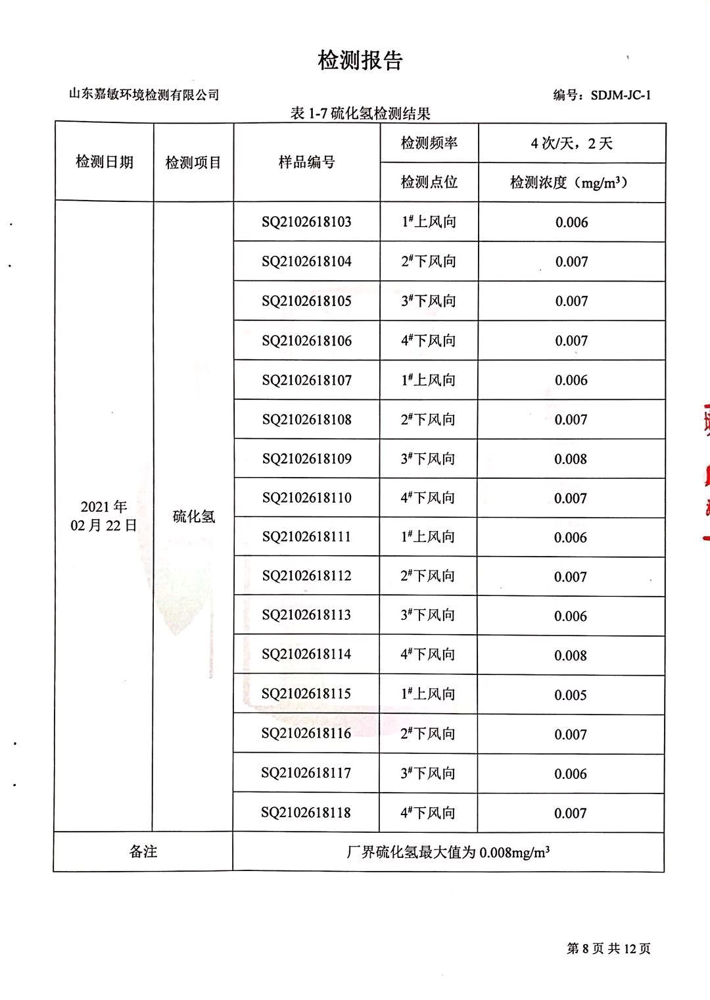 检测报告
山东嘉敏环境检测有限公司 编号：SDJM-JC-1
表 1-7 硫化氢检测结果
检测日期 检测项目 样品编号 检测频率 4 次/天，2 天
检测点位 检测浓度（mg/m³）
SQ2102618103 1#上风向 0.006
SQ2102618104 2#下风向 0.007
SQ2102618105 3#下风向 0.007
SQ2102618106 4#下风向 0.007
SQ2102618107 1#上风向 0.006
SQ2102618108 2#下风向 0.007
SQ2102618109 3#下风向 0.008
SQ2102618110 4#下风向 0.007
2021 年
02 月 22 日
硫化氢
SQ2102618111 1#上风向 0.006
SQ2102618112 2#下风向 0.007
SQ2102618113 3#下风向 0.006
SQ2102618114 4#下风向 0.008
SQ2102618115 1#上风向 0.005
SQ2102618116 2#下风向 0.007
SQ2102618117 3#下风向 0.006
SQ2102618118 4#下风向 0.007
备注 厂界硫化氢最大值为 0.008mg/m³
第 8 页 共 12 页